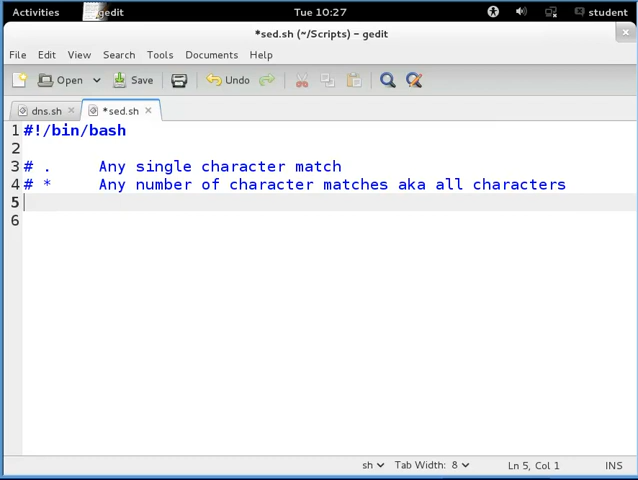 Activities gedit Tue 10:27 student
*sed.sh (~/Scripts) – gedit
File Edit View Search Tools Documents Help
Open Save Undo
dns.sh *sed.sh
1 #!/bin/bash
2
3 # . Any single character match
4 # * Any number of character matches aka all characters
5
6
sh Tab Width: 8 Ln 5, Col 1 INS